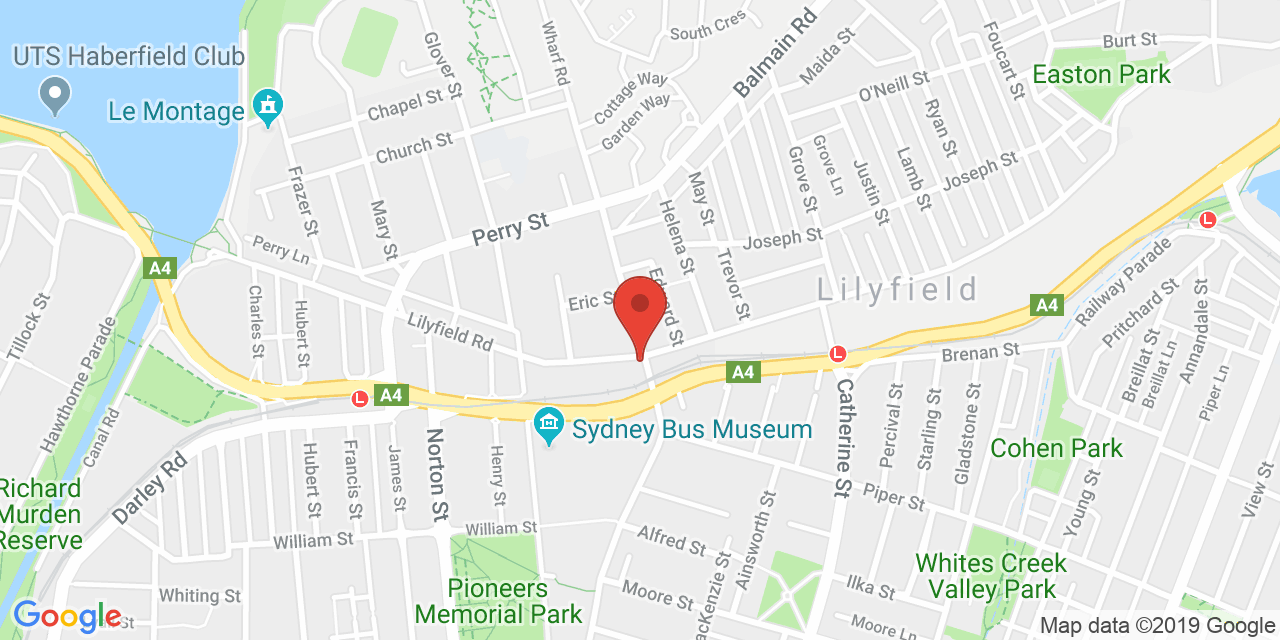 South Cres
Burt St
Foucart St
Maida St
Balmain Rd
Glover St
Wharf Rd
UTS Haberfield Club
Easton Park
Cottage Way
O'Neill St
Chapel St
Le Montage
Garden Way
Ryan St
Church St
Grove Ln
Joseph St
Frazer St
Grove St
Justin St
Lamb St
Mary St
May St
Helena St
Perry St
Joseph St
L
Perry Ln
Trevor St
A4
Railway Parade
Lilyfield
Edward St
Eric S
Pritchard St
A4
Charles St
Hubert St
Annandale St
Tillock St
Lilyfield Rd
Hawthorne Parade
L
Brenan St
Breillat St
Breillat Ln
A4
A4
L
Piper Ln
Catherine St
Percival St
Starling St
Gladstone St
Sydney Bus Museum
Canal Rd
Norton St
Cohen Park
Hubert St
Francis St
James St
Henry St
Darley Rd
Richard
Murden
Reserve
View St
Piper St
Young St
Ainsworth St
William St
William St
Alfred St
Whites Creek
Valley Park
Pioneers
Memorial Park
Moore St
acKenzie St
Ilka St
Whiting St
Google
St
Moore Ln
Map data ©2019 Google